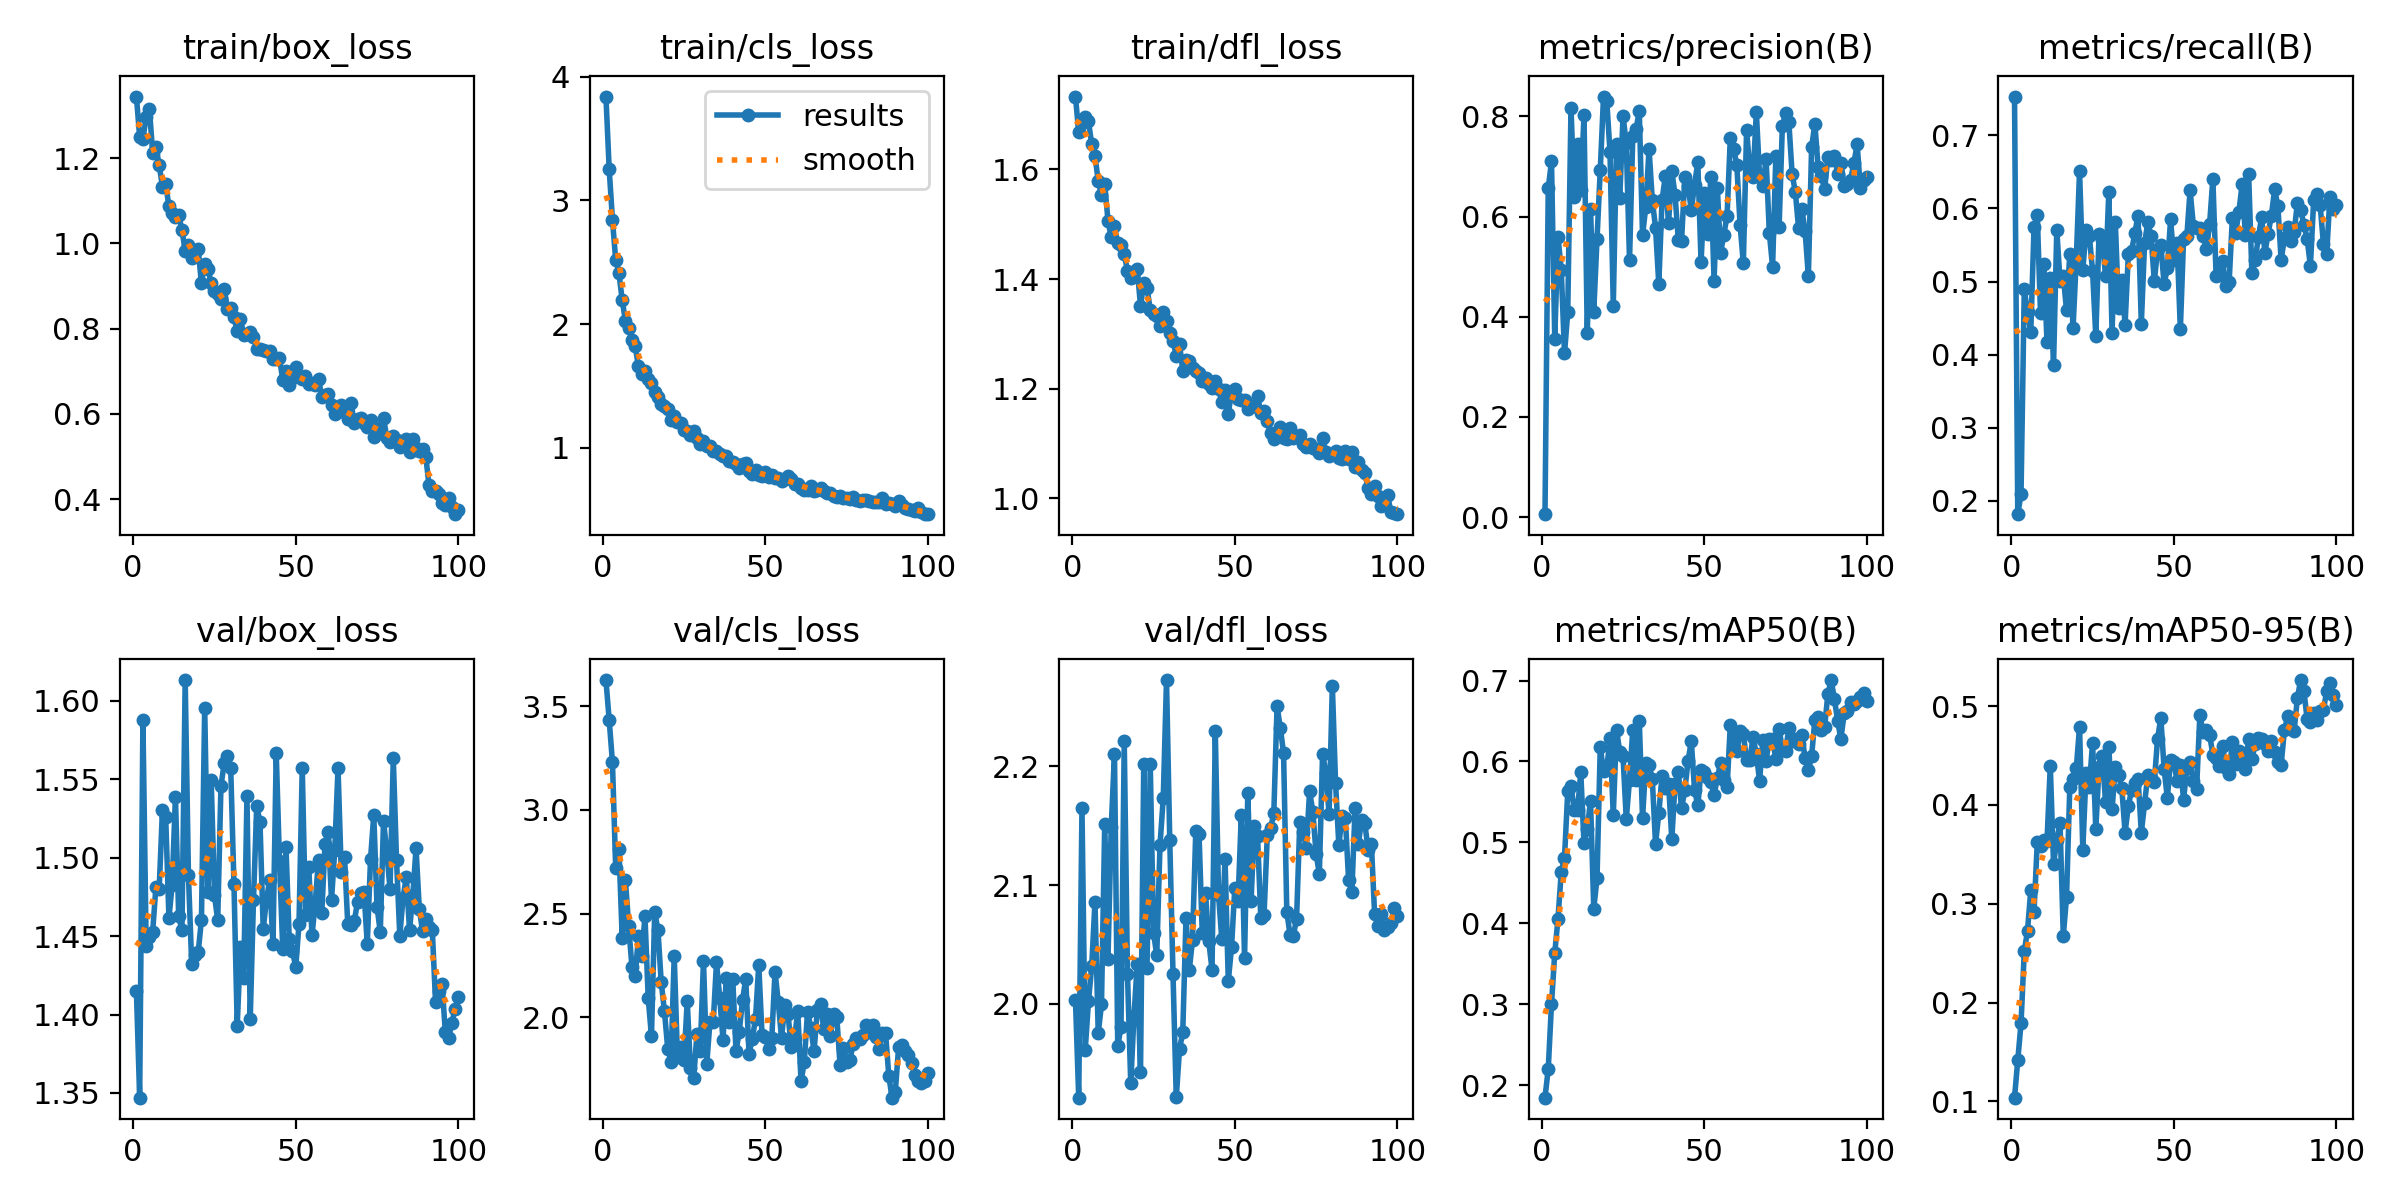 train/box_loss
1.2
1.0
0.8
0.6
0.4
0 50 100
train/cls_loss
results
smooth
4
3
2
1
0 50 100
train/dfl_loss
1.6
1.4
1.2
1.0
0 50 100
metrics/precision(B)
0.8
0.6
0.4
0.2
0.0
0 50 100
metrics/recall(B)
0.7
0.6
0.5
0.4
0.3
0.2
0 50 100
val/box_loss
1.60
1.55
1.50
1.45
1.40
1.35
0 50 100
val/cls_loss
3.5
3.0
2.5
2.0
0 50 100
val/dfl_loss
2.2
2.1
2.0
0 50 100
metrics/mAP50(B)
0.7
0.6
0.5
0.4
0.3
0.2
0 50 100
metrics/mAP50-95(B)
0.5
0.4
0.3
0.2
0.1
0 50 100